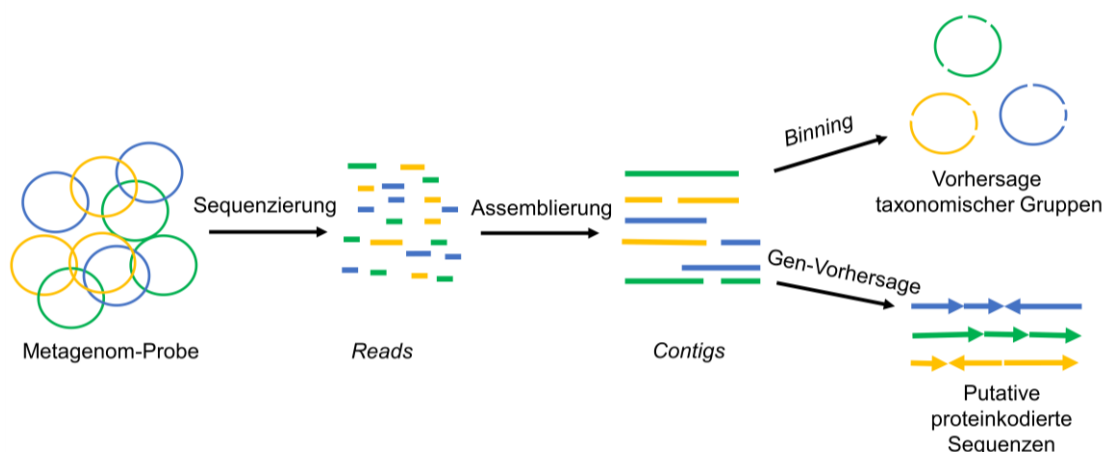 Metagenom-Probe
Sequenzierung
Reads
Assemblierung
Contigs
Binning
Vorhersage
taxonomischer Gruppen
Gen-Vorhersage
Putative
proteinkodierte
Sequenzen